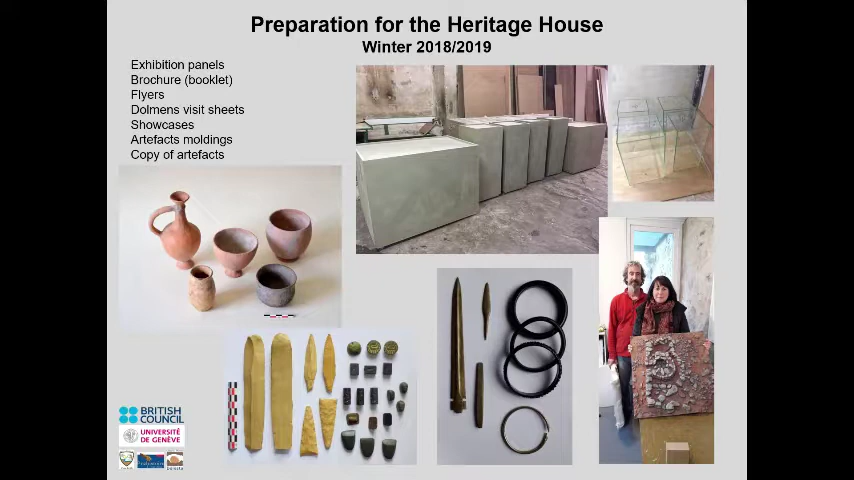 Preparation for the Heritage House
Winter 2018/2019
Exhibition panels
Brochure (booklet)
Flyers
Dolmens visit sheets
Showcases
Artefacts moldings
Copy of artefacts
BRITISH
COUNCIL
UNIVERSITÉ
DE GENÈVE